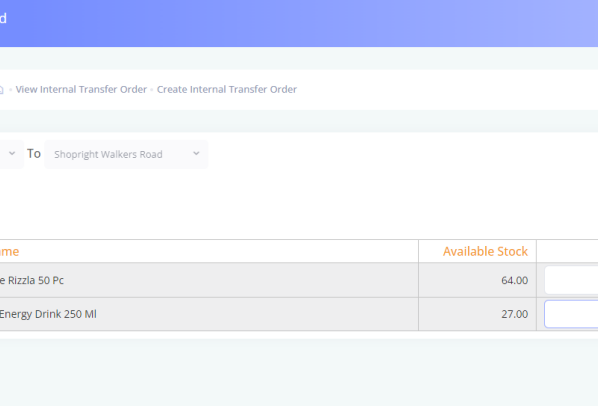 d
View Internal Transfer Order - Create Internal Transfer Order
To Shopright Walkers Road
ame Available Stock
e Rizzla 50 Pc 64.00
Energy Drink 250 Ml 27.00